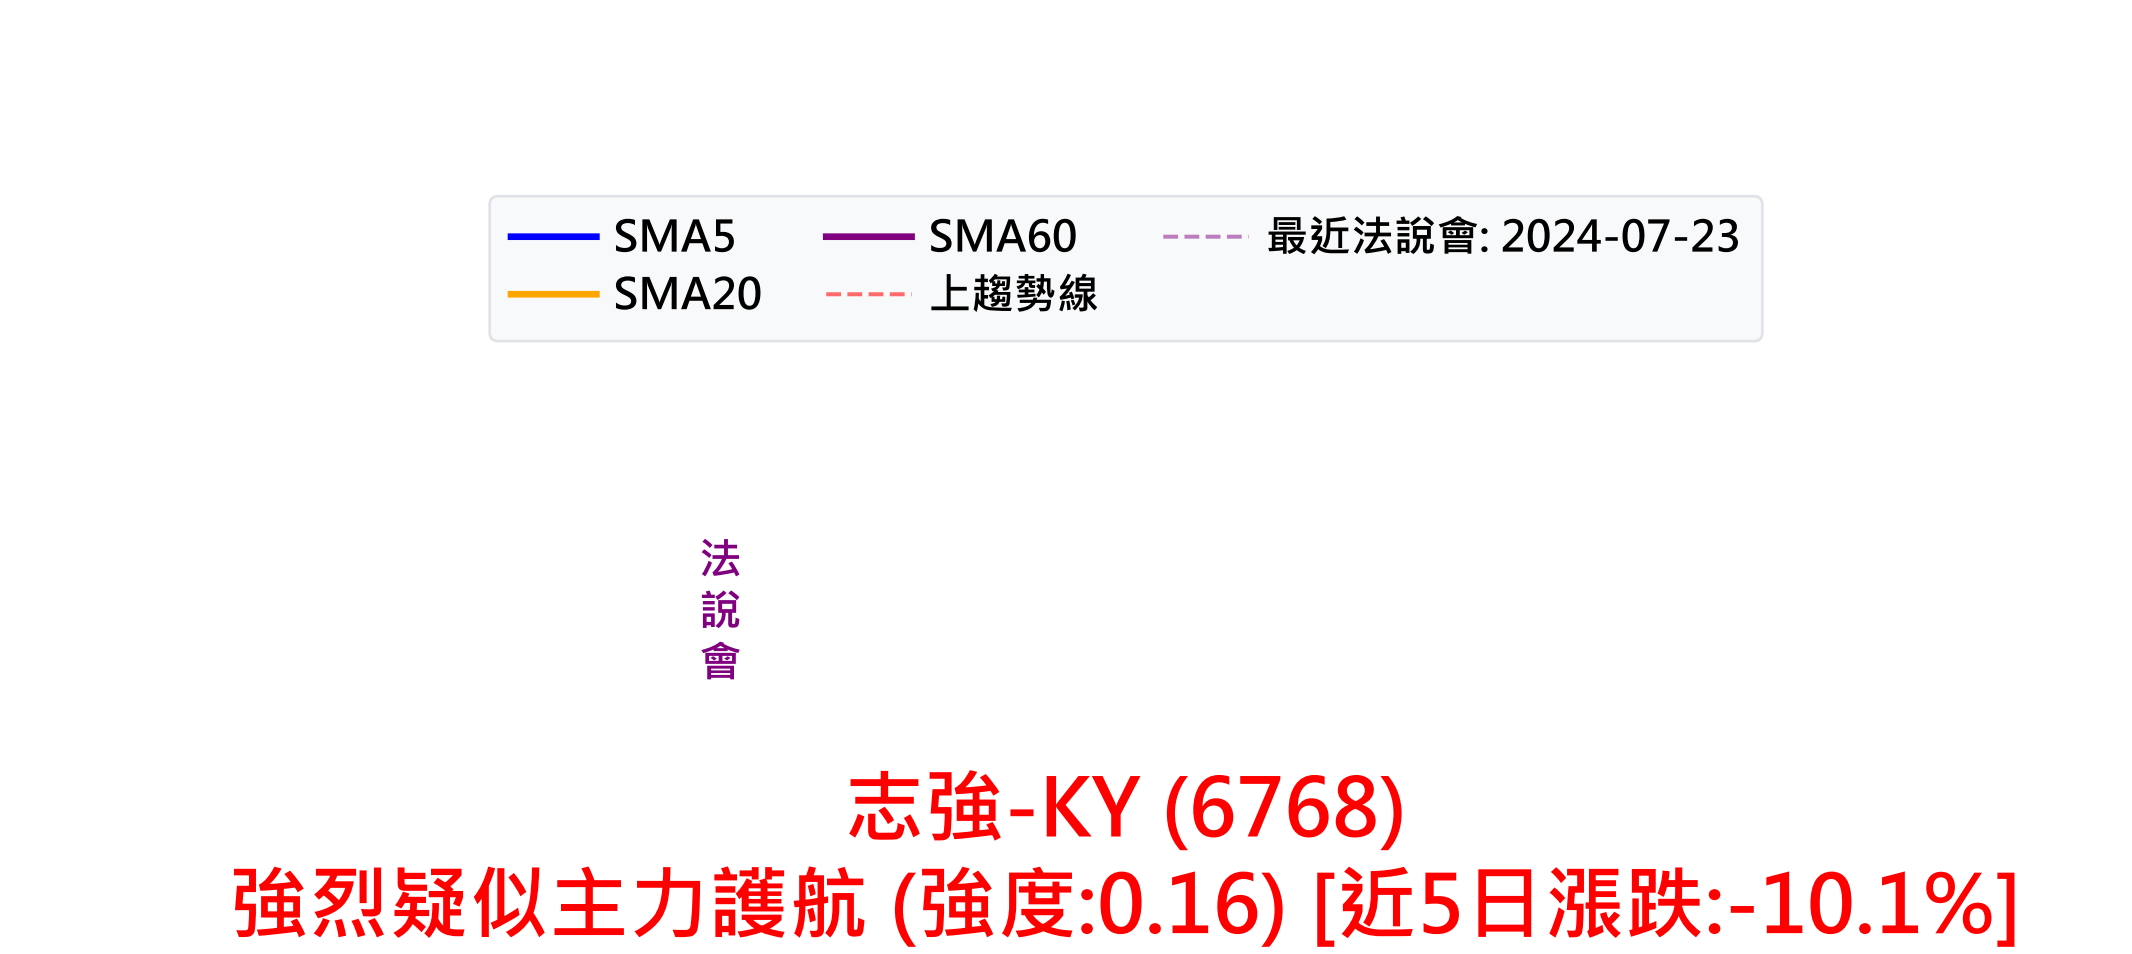 SMA5
SMA20
SMA60
上趨勢線
最近法說會: 2024-07-23
法
說
會
志強-KY (6768)
強烈疑似主力護航 (強度:0.16) [近5日漲跌:-10.1%]